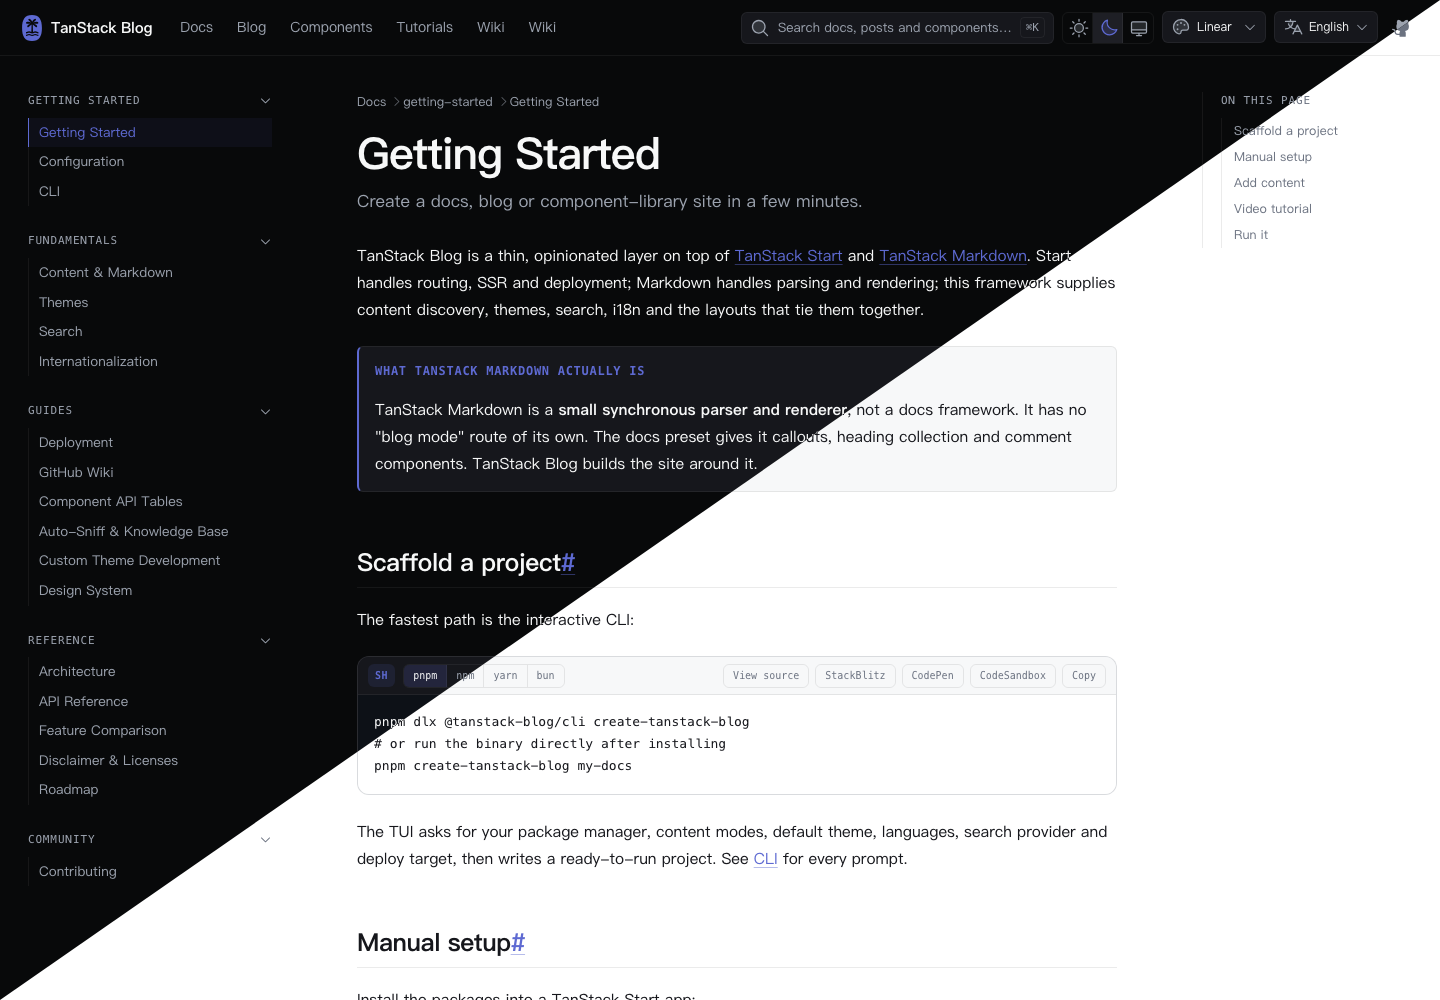 TanStack Blog
Docs
Blog
Components
Tutorials
Wiki
Wiki
Search docs, posts and components...
⌘K
Linear
English
GETTING STARTED
Getting Started
Configuration
CLI
FUNDAMENTALS
Content & Markdown
Themes
Search
Internationalization
GUIDES
Deployment
GitHub Wiki
Component API Tables
Auto-Sniff & Knowledge Base
Custom Theme Development
Design System
REFERENCE
Architecture
API Reference
Feature Comparison
Disclaimer & Licenses
Roadmap
COMMUNITY
Contributing
Docs > getting-started > Getting Started
Getting Started
Create a docs, blog or component-library site in a few minutes.
TanStack Blog is a thin, opinionated layer on top of TanStack Start and TanStack Markdown. Start
handles routing, SSR and deployment; Markdown handles parsing and rendering; this framework supplies
content discovery, themes, search, i18n and the layouts that tie them together.
WHAT TANSTACK MARKDOWN ACTUALLY IS
TanStack Markdown is a small synchronous parser and renderer, not a docs framework. It has no
"blog mode" route of its own. The docs preset gives it callouts, heading collection and comment
components. TanStack Blog builds the site around it.
Scaffold a project#
The fastest path is the interactive CLI:
SH
pnpm
npm
yarn
bun
View source
StackBlitz
CodePen
CodeSandbox
Copy
pnpm dlx @tanstack-blog/cli create-tanstack-blog
# or run the binary directly after installing
pnpm create-tanstack-blog my-docs
The TUI asks for your package manager, content modes, default theme, languages, search provider and
deploy target, then writes a ready-to-run project. See CLI for every prompt.
Manual setup#
Install the packages into a TanStack Start app:
ON THIS PAGE
Scaffold a project
Manual setup
Add content
Video tutorial
Run it